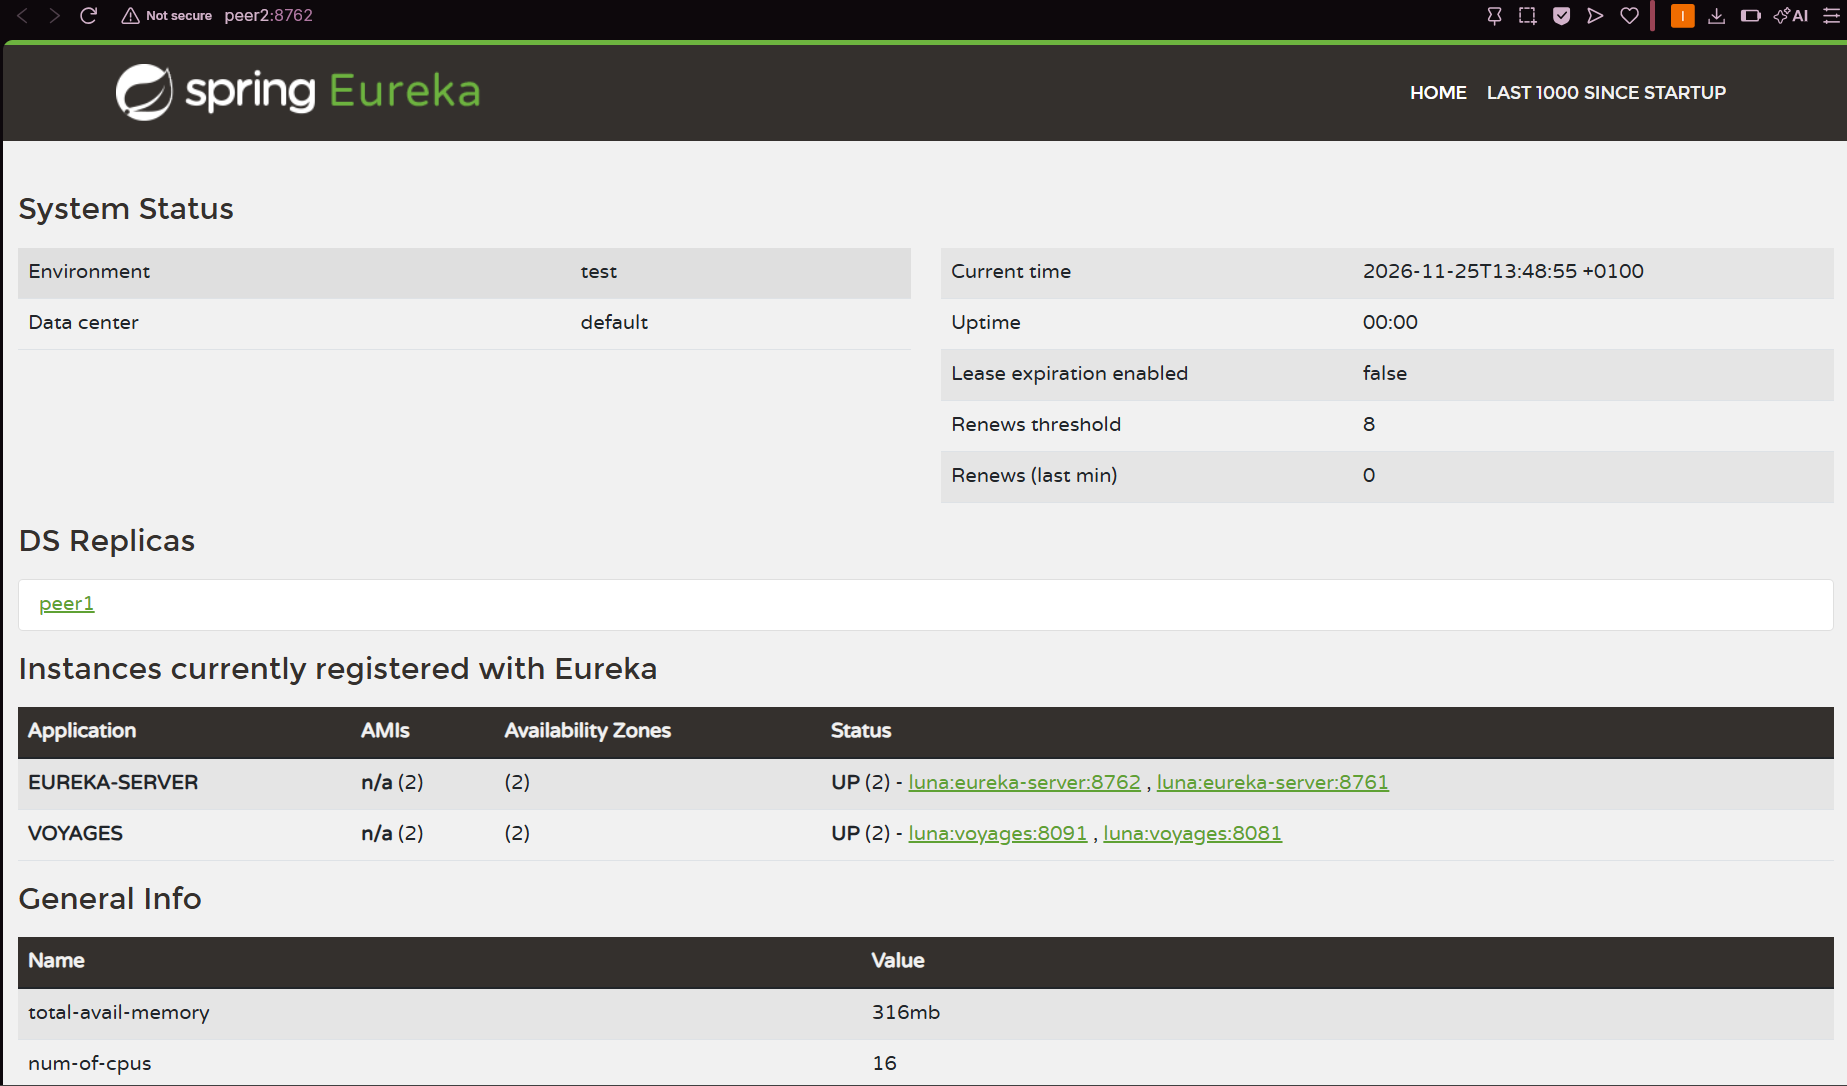 Not secure peer2:8762 I AI
spring Eureka HOME LAST 1000 SINCE STARTUP
System Status
Environment test
Data center default
Current time 2026-11-25T13:48:55 +0100
Uptime 00:00
Lease expiration enabled false
Renews threshold 8
Renews (last min) 0
DS Replicas
peer1
Instances currently registered with Eureka
Application AMIs Availability Zones Status
EUREKA-SERVER n/a (2) (2) UP (2) - luna:eureka-server:8762 , luna:eureka-server:8761
VOYAGES n/a (2) (2) UP (2) - luna:voyages:8091 , luna:voyages:8081
General Info
Name Value
total-avail-memory 316mb
num-of-cpus 16